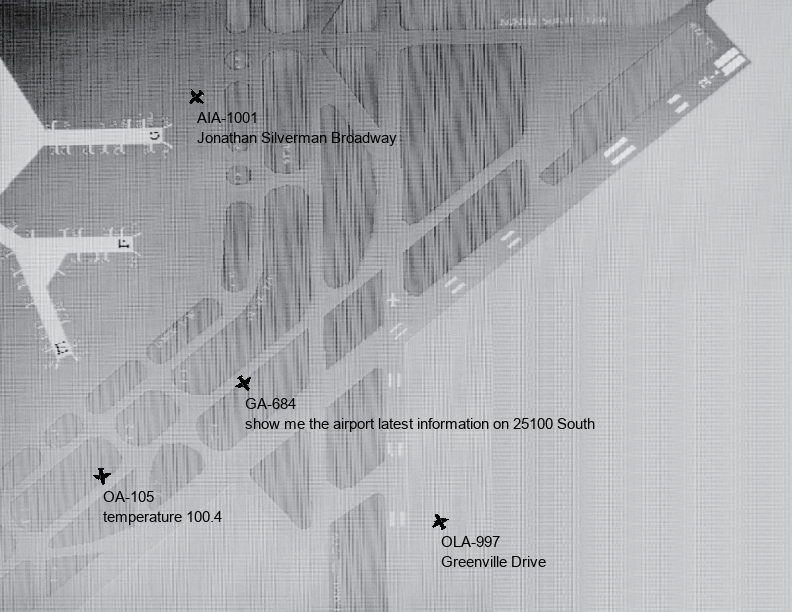 AIA-1001
Jonathan Silverman Broadway
GA-684
show me the airport latest information on 25100 South
OA-105
temperature 100.4
OLA-997
Greenville Drive